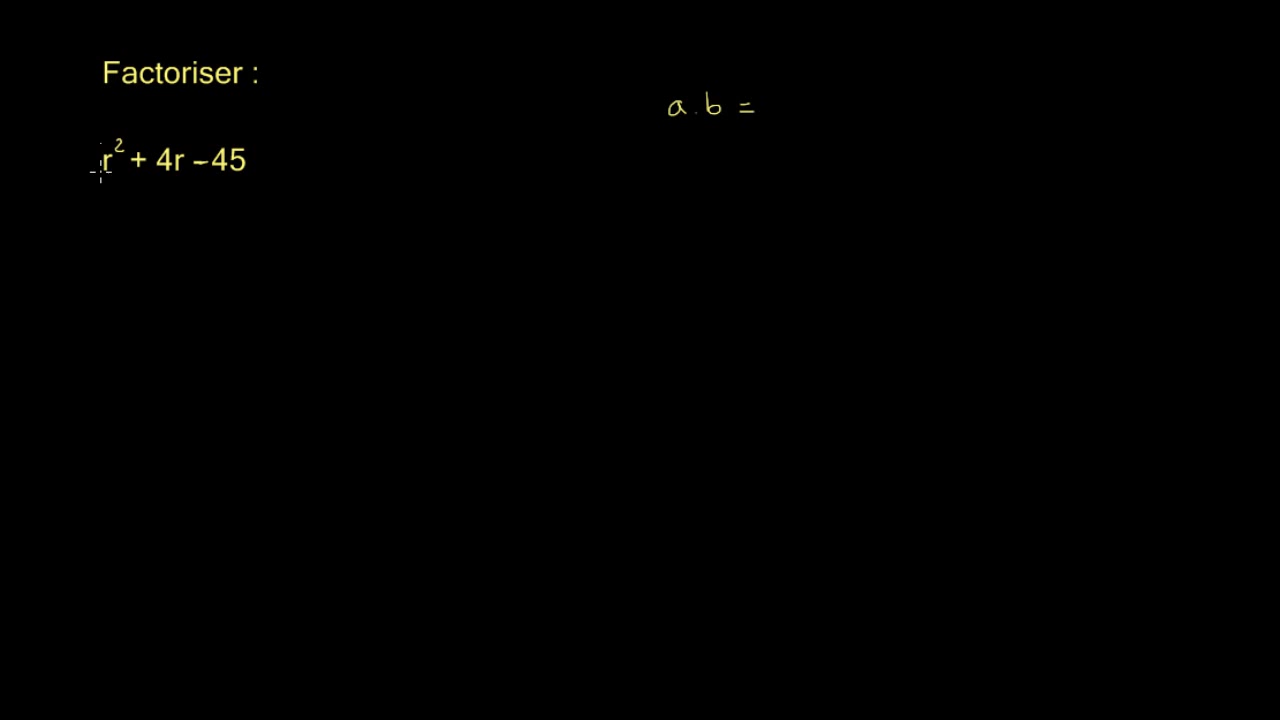 Factoriser :
a.b =
r² + 4r – 45